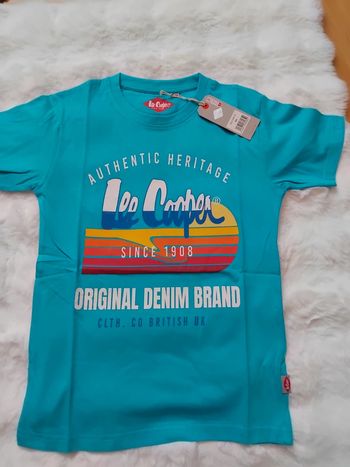 Lee Cooper
AUTHENTIC HERITAGE
Lee Cooper®
SINCE 1908
ORIGINAL DENIM BRAND
CLTH. CO BRITISH UK.